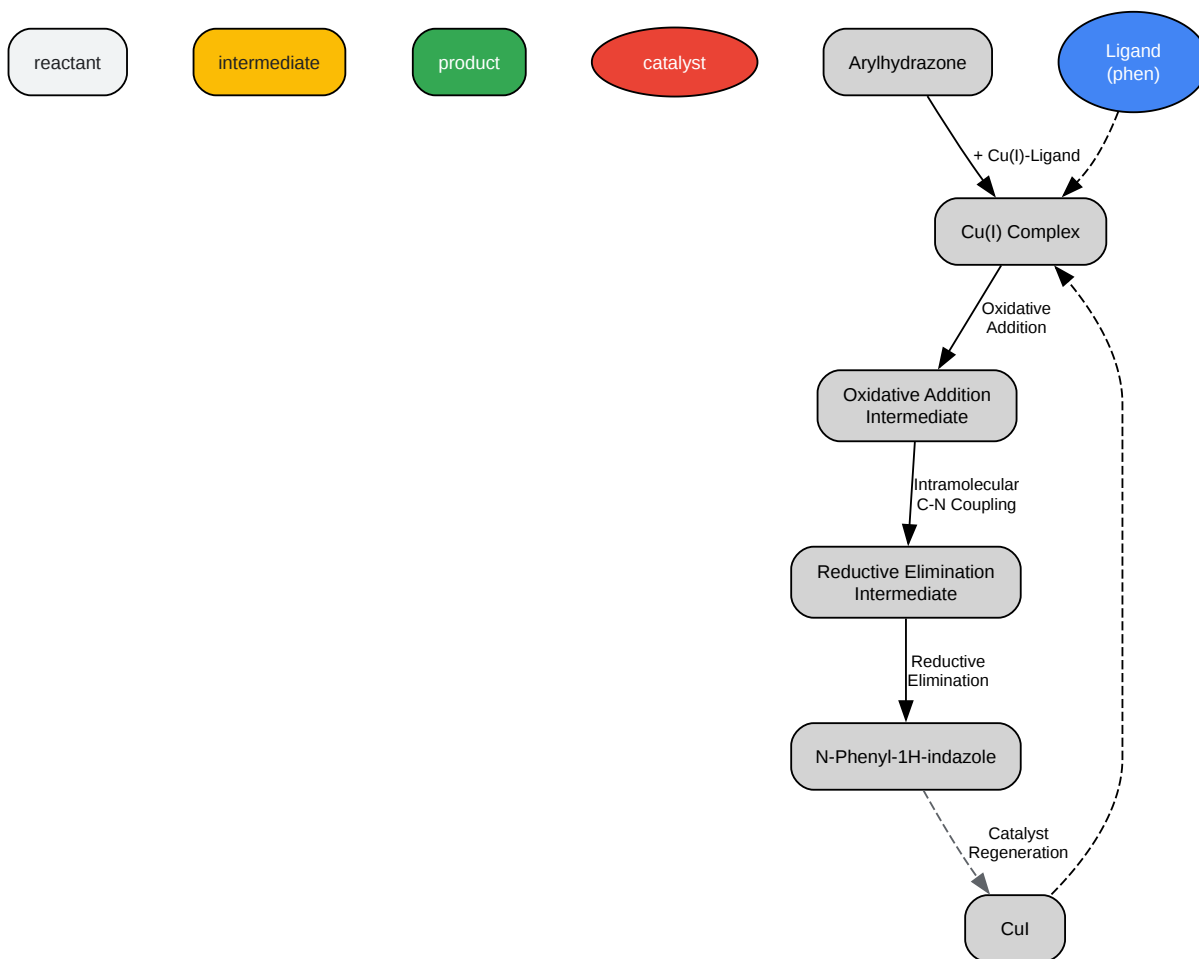 reactant
intermediate
product
catalyst
Arylhydrazone
Ligand
(phen)
+ Cu(I)-Ligand
Cu(I) Complex
Oxidative
Addition
Oxidative Addition
Intermediate
Intramolecular
C-N Coupling
Reductive Elimination
Intermediate
Reductive
Elimination
N-Phenyl-1H-indazole
Catalyst
Regeneration
CuI